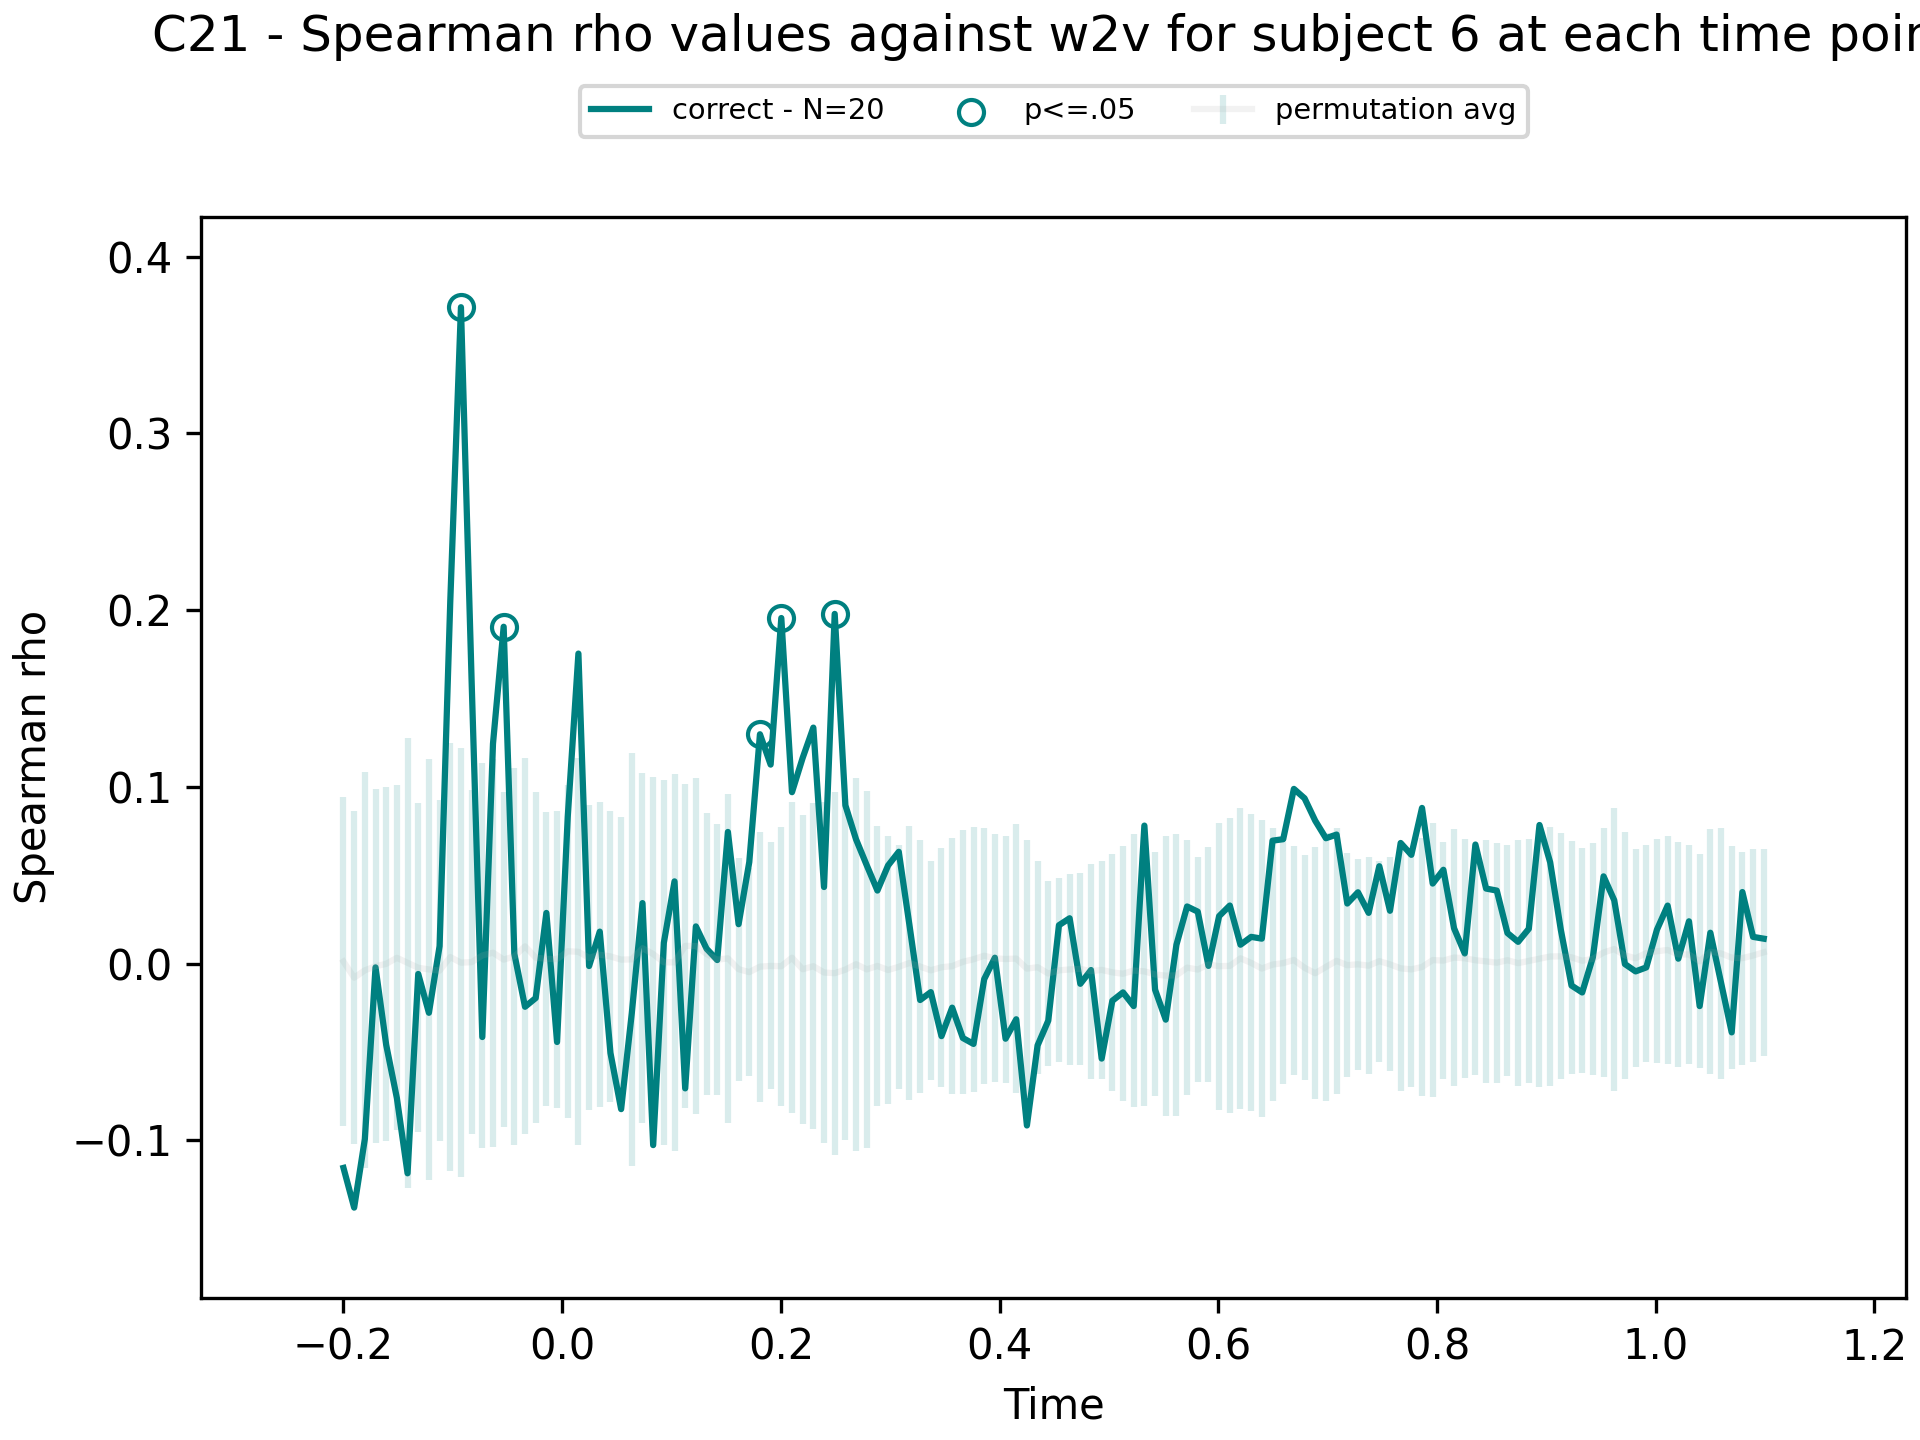 C21 - Spearman rho values against w2v for subject 6 at each time poin
correct - N=20 p<=.05 permutation avg
0.4
0.3
0.2
0.1
0.0
−0.1
Spearman rho
−0.2 0.0 0.2 0.4 0.6 0.8 1.0 1.2
Time